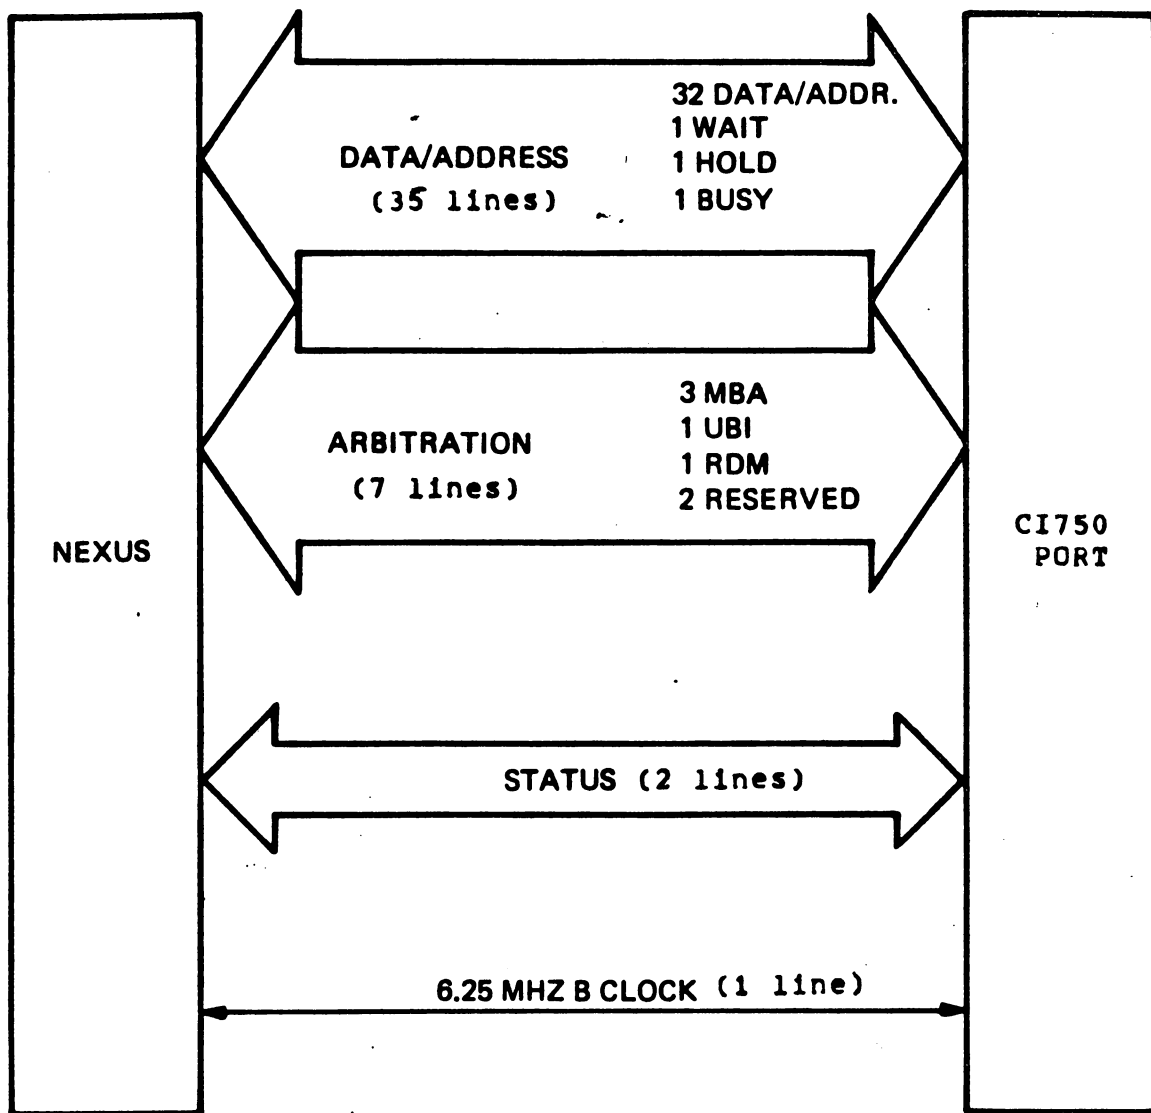 32 DATA/ADDR.
1 WAIT
DATA/ADDRESS
1 HOLD
(35 lines)
1 BUSY
3 MBA
1 UBI
ARBITRATION
1 RDM
(7 lines)
2 RESERVED
NEXUS
CI750
PORT
STATUS (2 lines)
6.25 MHZ B CLOCK (1 line)